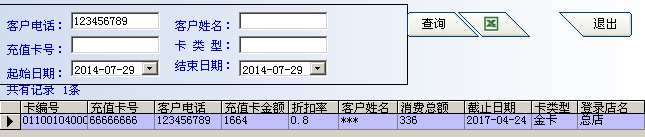 客户电话： 123456789 客户姓名： 查询 退出
充值卡号： 卡 类 型：
起始日期： 2014-07-29 结束日期： 2014-07-29
共有记录 1条
卡编号 充值卡号 客户电话 充值卡金额 折扣率 客户姓名 消费总额 截止日期 卡类型 登录店名
01100104000 66666666 123456789 1664 0.8 *** 336 2017-04-24 金卡 总店